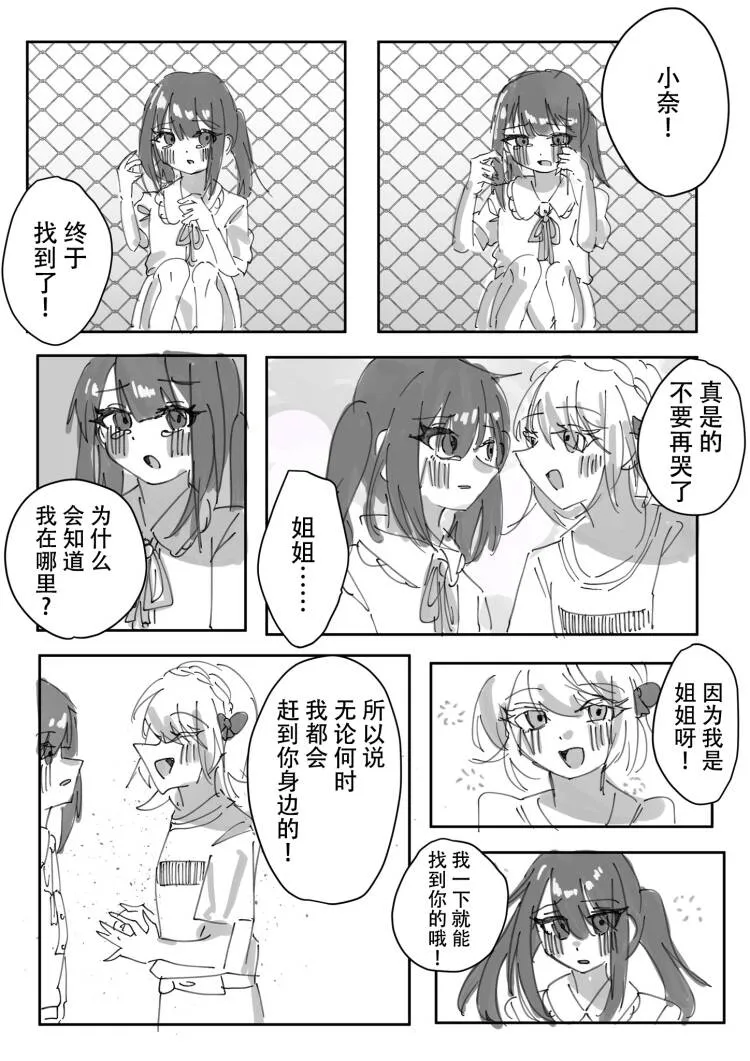 小奈！
终于
找到了！
真是的
不要再哭了
姐姐……
为什么
会知道
我在哪里？
因为我是
姐姐呀！
我一下就能
找到你的哦！
所以说
无论何时
我都会
赶到你身边的！